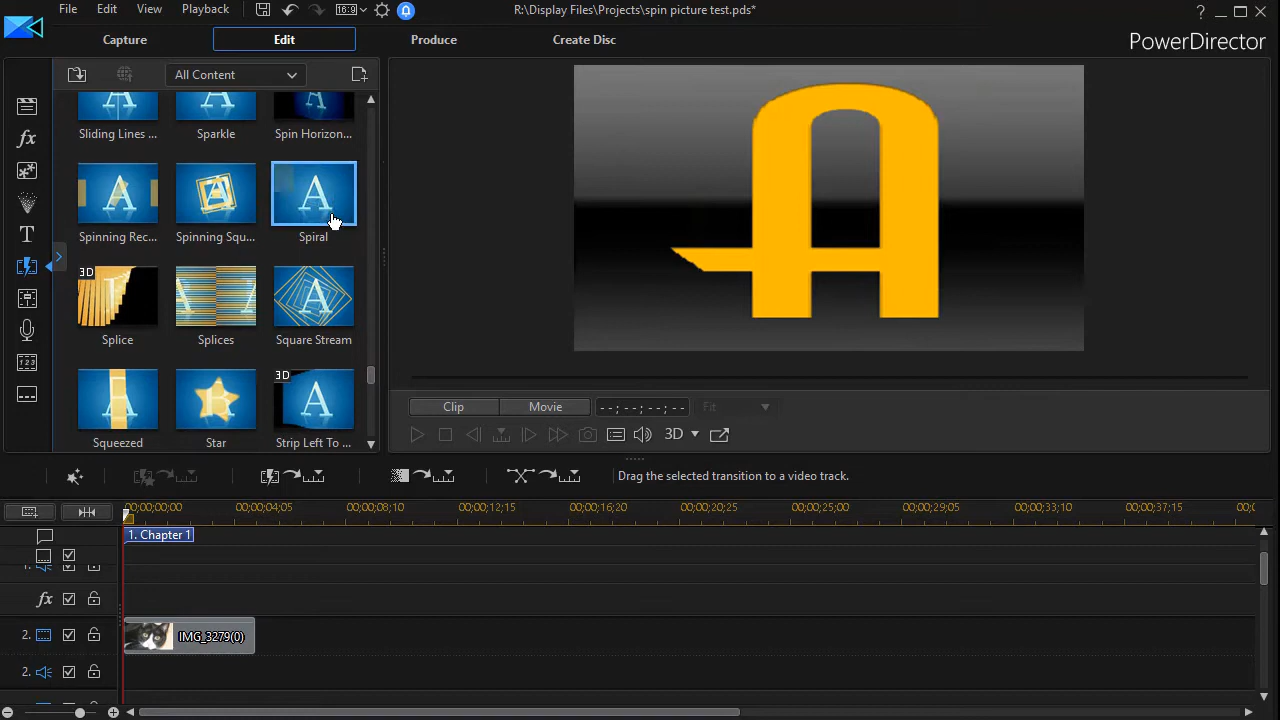 File Edit View Playback 16:9 R:\Display Files\Projects\spin picture test.pds* ?
Capture Edit Produce Create Disc PowerDirector
All Content
Sliding Lines ... Sparkle Spin Horizon...
A A A
Spinning Rec... Spinning Squ... Spiral
3D
Splice Splices Square Stream
3D
Squeezed Star Strip Left To ...
A
Clip Movie --;--;--;-- Fit
3D
Drag the selected transition to a video track.
00;00;00;00 00;00;04;05 00;00;08;10 00;00;12;15 00;00;16;20 00;00;20;25 00;00;25;00 00;00;29;05 00;00;33;10 00;00;37;15
1. Chapter 1
1.
fx
2. IMG_3279(0)
2.